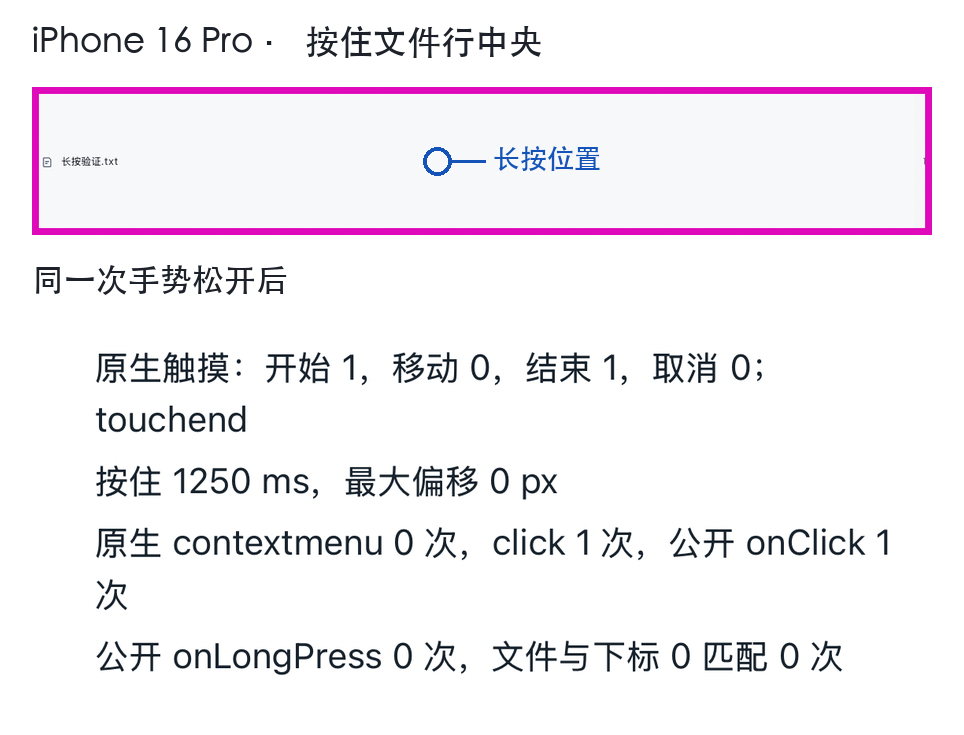 iPhone 16 Pro · 按住文件行中央
长按验证.txt
长按位置
同一次手势松开后
原生触摸：开始 1，移动 0，结束 1，取消 0；
touchend
按住 1250 ms，最大偏移 0 px
原生 contextmenu 0 次，click 1 次，公开 onClick 1
次
公开 onLongPress 0 次，文件与下标 0 匹配 0 次